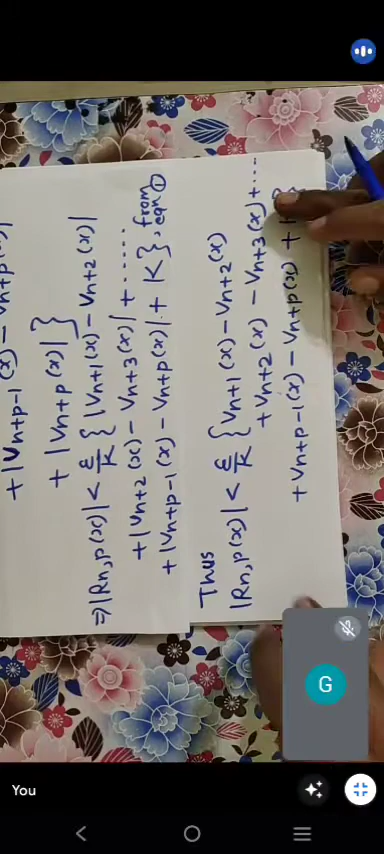 + |Vn+p-1(x) - Vn+p(x)|
+ |Vn+p(x)| }
⇒ |Rn,p(x)| < ε/K { |Vn+1(x) - Vn+2(x)|
+ |Vn+2(x) - Vn+3(x)| + ......
+ |Vn+p-1(x) - Vn+p(x)| + K }, from eqn ①
Thus
|Rn,p(x)| < ε/K { Vn+1(x) - Vn+2(x)
+ Vn+2(x) - Vn+3(x) + ...
+ Vn+p-1(x) - Vn+p(x) +
G
You